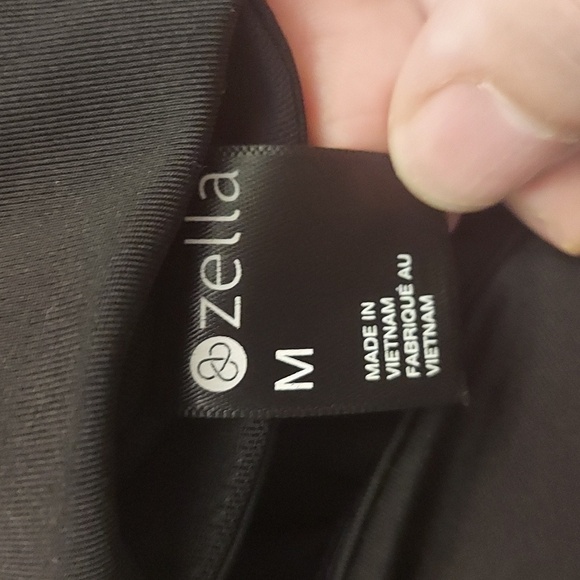 zella
M
MADE IN
VIETNAM
FABRIQUÉ AU
VIETNAM